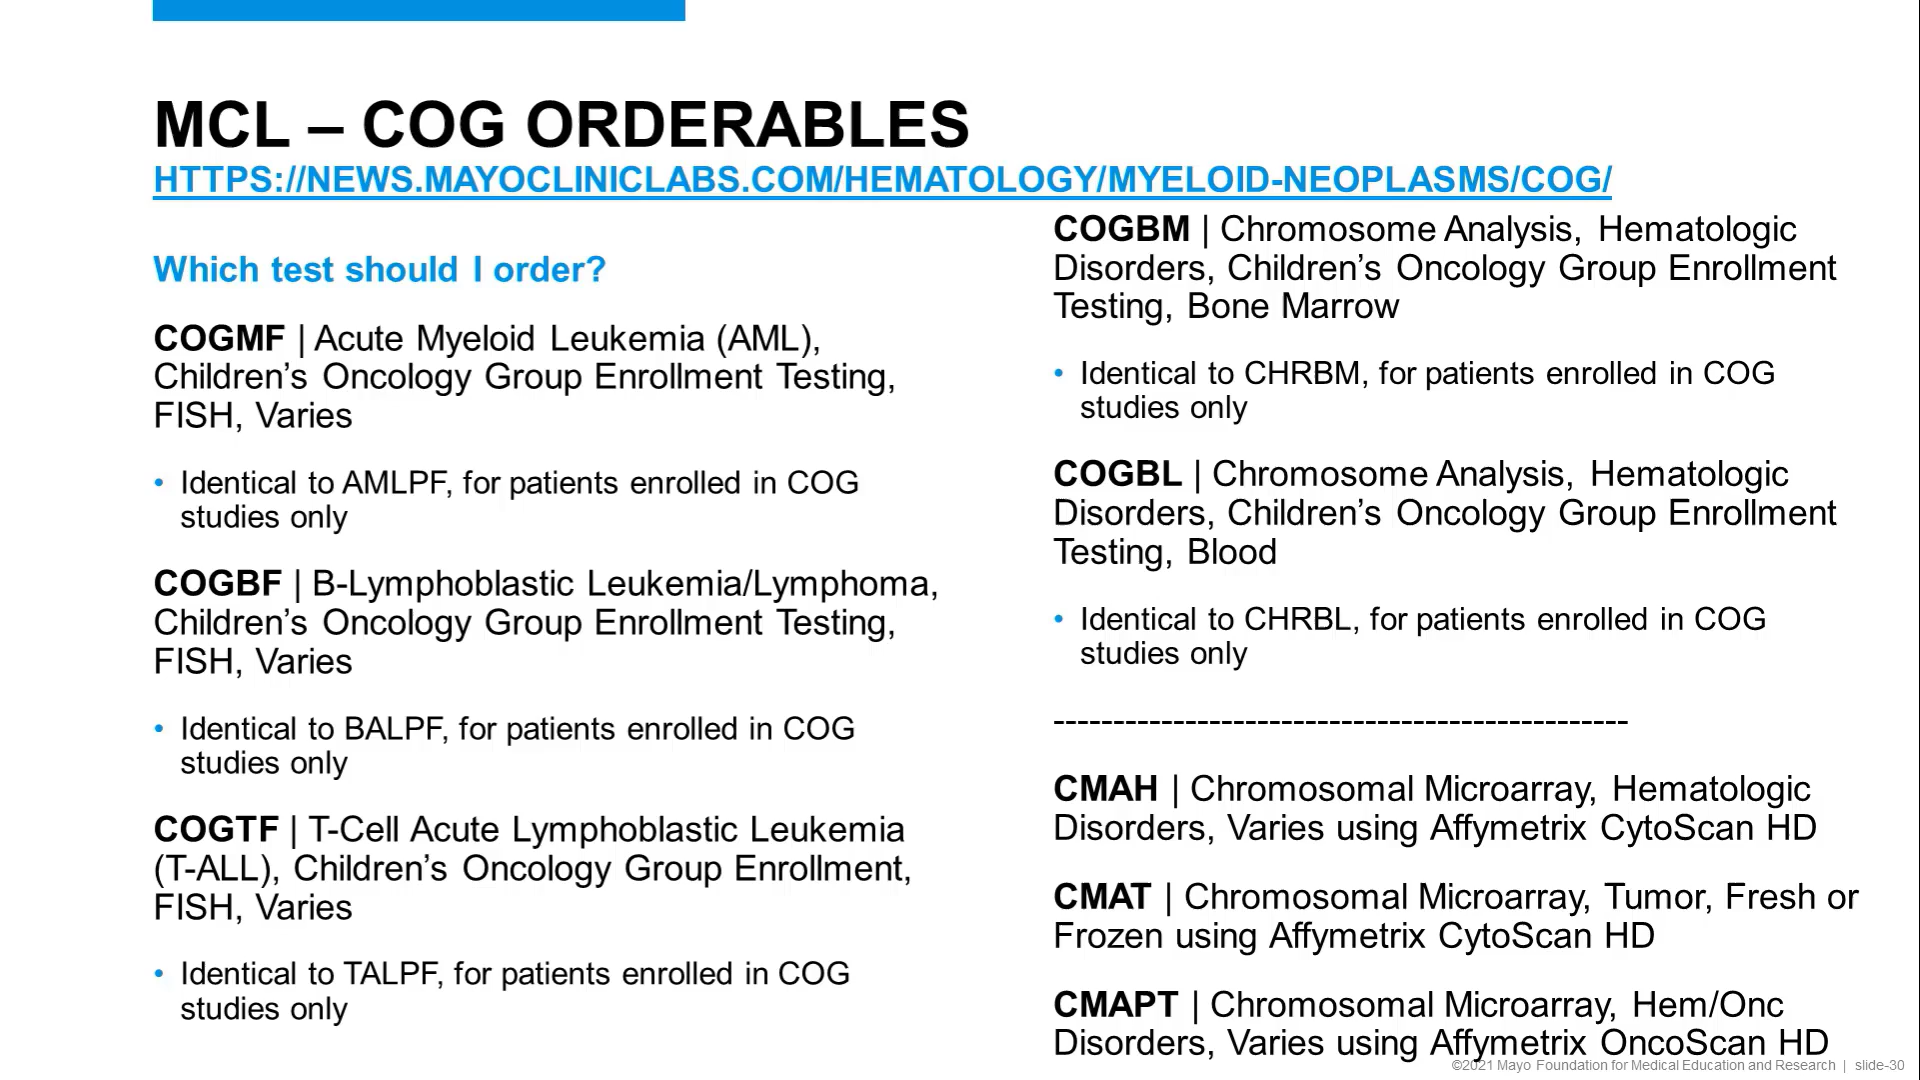 MCL – COG ORDERABLES
HTTPS://NEWS.MAYOCLINICLABS.COM/HEMATOLOGY/MYELOID-NEOPLASMS/COG/
Which test should I order?
COGMF | Acute Myeloid Leukemia (AML),
Children’s Oncology Group Enrollment Testing,
FISH, Varies
• Identical to AMLPF, for patients enrolled in COG
studies only
COGBF | B-Lymphoblastic Leukemia/Lymphoma,
Children’s Oncology Group Enrollment Testing,
FISH, Varies
• Identical to BALPF, for patients enrolled in COG
studies only
COGTF | T-Cell Acute Lymphoblastic Leukemia
(T-ALL), Children’s Oncology Group Enrollment,
FISH, Varies
• Identical to TALPF, for patients enrolled in COG
studies only
COGBM | Chromosome Analysis, Hematologic
Disorders, Children’s Oncology Group Enrollment
Testing, Bone Marrow
• Identical to CHRBM, for patients enrolled in COG
studies only
COGBL | Chromosome Analysis, Hematologic
Disorders, Children’s Oncology Group Enrollment
Testing, Blood
• Identical to CHRBL, for patients enrolled in COG
studies only
------------------------------------------------
CMAH | Chromosomal Microarray, Hematologic
Disorders, Varies using Affymetrix CytoScan HD
CMAT | Chromosomal Microarray, Tumor, Fresh or
Frozen using Affymetrix CytoScan HD
CMAPT | Chromosomal Microarray, Hem/Onc
Disorders, Varies using Affymetrix OncoScan HD
©2021 Mayo Foundation for Medical Education and Research | slide-30